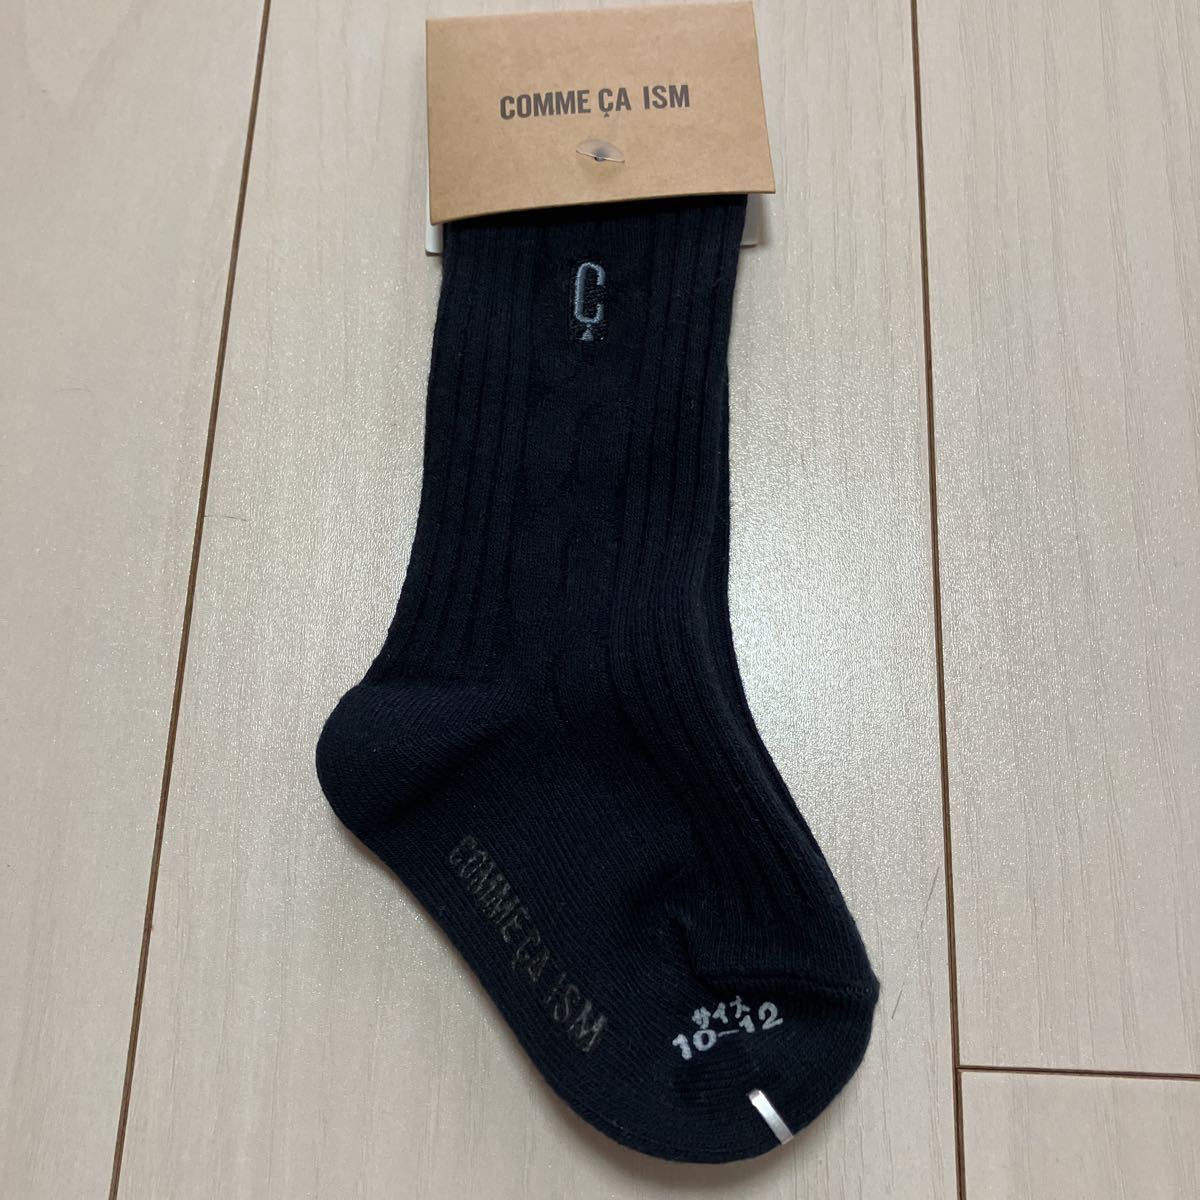 COMME ÇA ISM
Ç
COMME ÇA ISM
サイズ
10-12